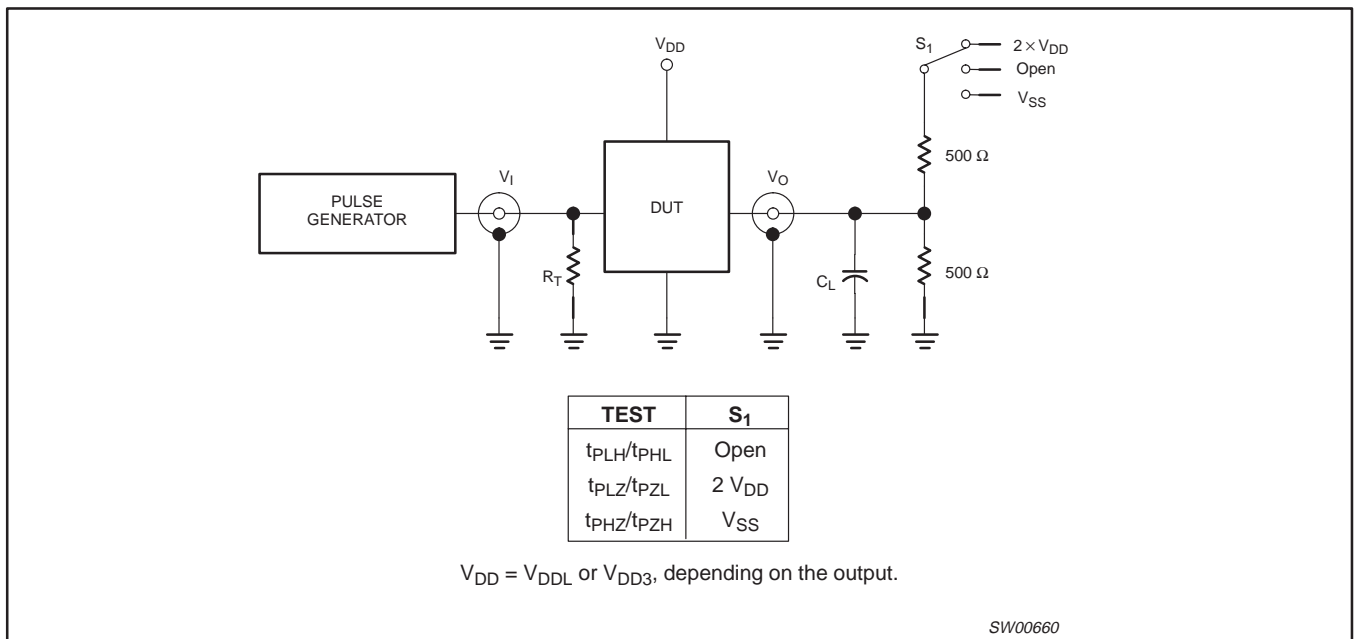 V_DD
S_1
2 × V_DD
Open
V_SS
500 Ω
V_I
V_O
PULSE
GENERATOR
DUT
R_T
C_L
500 Ω
TEST S_1
t_PLH/t_PHL Open
t_PLZ/t_PZL 2 V_DD
t_PHZ/t_PZH V_SS
V_DD = V_DDL or V_DD3, depending on the output.
SW00660